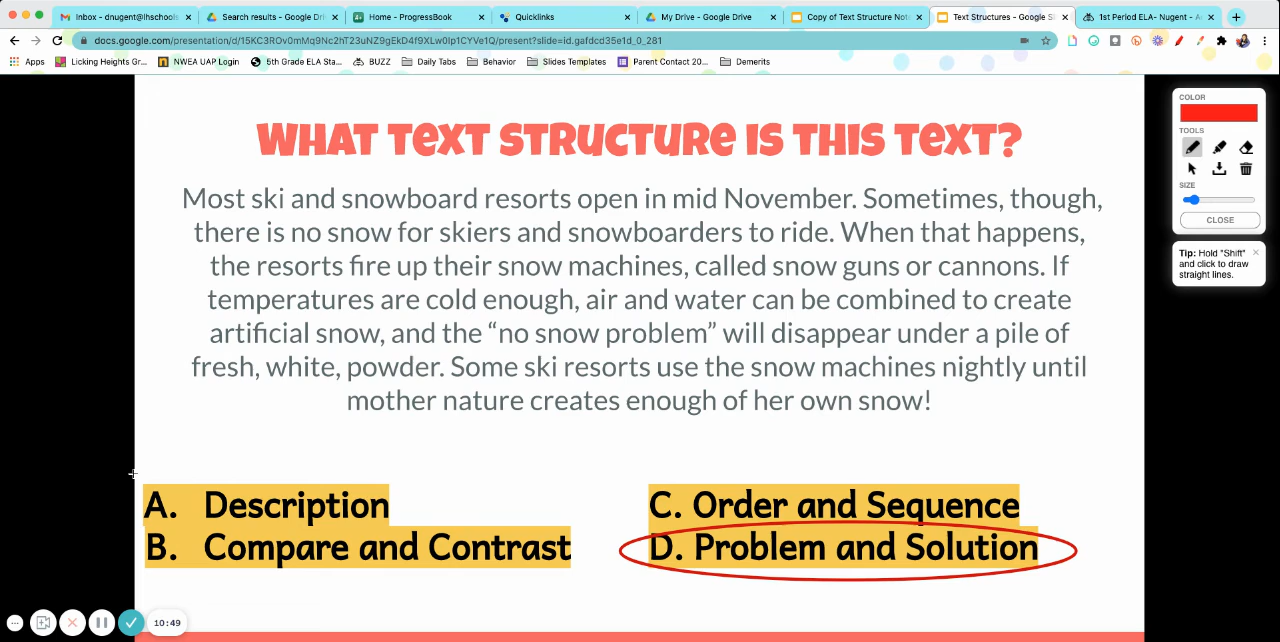 Inbox - dnugent@lhschools
Search results - Google Dri
Home - ProgressBook
Quicklinks
My Drive - Google Drive
Copy of Text Structure Not
Text Structures - Google Sl
1st Period ELA- Nugent - A
docs.google.com/presentation/d/15KC3ROv0mMq9Nc2hT23uNZ9gEkD4f9XLw0Ip1CYVe1Q/present?slide=id.gafdcd35e1d_0_281
Apps
Licking Heights Gr...
NWEA UAP Login
5th Grade ELA Sta...
BUZZ
Daily Tabs
Behavior
Slides Templates
Parent Contact 20...
Demerits
WHAT TEXT STRUCTURE IS THIS TEXT?
Most ski and snowboard resorts open in mid November. Sometimes, though,
there is no snow for skiers and snowboarders to ride. When that happens,
the resorts fire up their snow machines, called snow guns or cannons. If
temperatures are cold enough, air and water can be combined to create
artificial snow, and the “no snow problem” will disappear under a pile of
fresh, white, powder. Some ski resorts use the snow machines nightly until
mother nature creates enough of her own snow!
A. Description
B. Compare and Contrast
C. Order and Sequence
D. Problem and Solution
COLOR
TOOLS
SIZE
CLOSE
Tip: Hold "Shift"
and click to draw
straight lines.
10:49